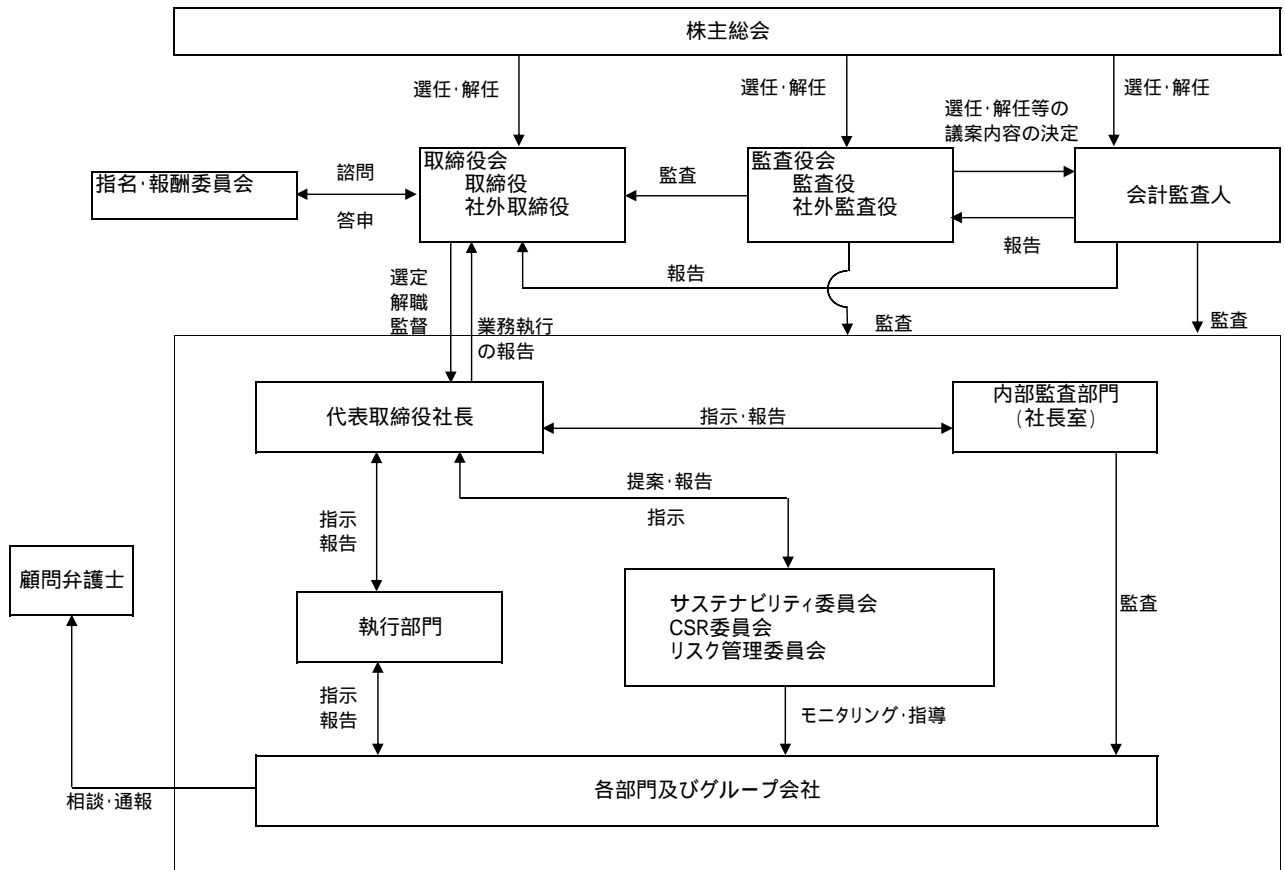 株主総会
選任・解任
選任・解任
選任・解任
選任・解任等の
議案内容の決定
指名・報酬委員会
諮問
答申
取締役会
取締役
社外取締役
監査
監査役会
監査役
社外監査役
会計監査人
報告
報告
選定
解職
監督
業務執行
の報告
監査
監査
代表取締役社長
指示・報告
内部監査部門
(社長室)
提案・報告
指示
指示
報告
顧問弁護士
執行部門
サステナビリティ委員会
CSR委員会
リスク管理委員会
監査
指示
報告
モニタリング・指導
各部門及びグループ会社
相談・通報